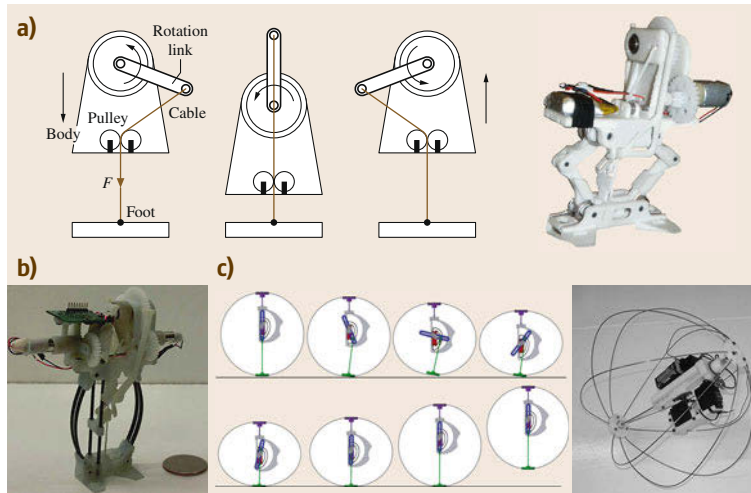 a)
Rotation
link
Pulley
Cable
Body
F
Foot
b)
c)